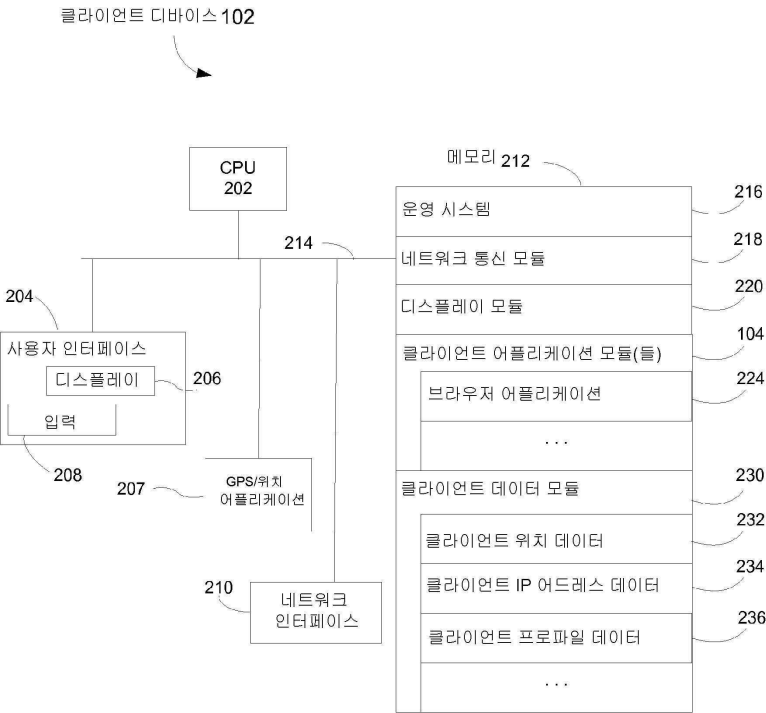 클라이언트 디바이스 102
CPU
202
메모리 212
214
운영 시스템
216
네트워크 통신 모듈
218
디스플레이 모듈
220
클라이언트 어플리케이션 모듈(들)
104
브라우저 어플리케이션
224
...
클라이언트 데이터 모듈
230
클라이언트 위치 데이터
232
클라이언트 IP 어드레스 데이터
234
클라이언트 프로파일 데이터
236
...
204
사용자 인터페이스
디스플레이
206
입력
208
207
GPS/위치
어플리케이션
210
네트워크
인터페이스